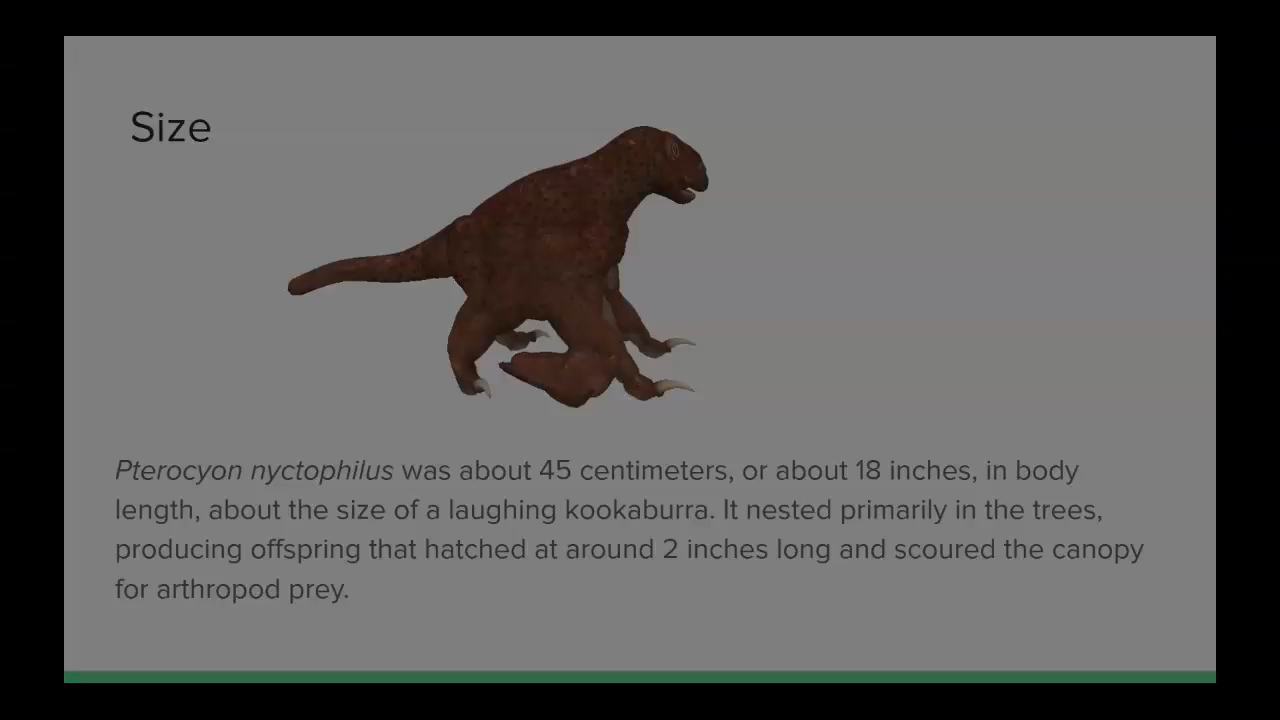 Size
Pterocyon nyctophilus was about 45 centimeters, or about 18 inches, in body
length, about the size of a laughing kookaburra. It nested primarily in the trees,
producing offspring that hatched at around 2 inches long and scoured the canopy
for arthropod prey.